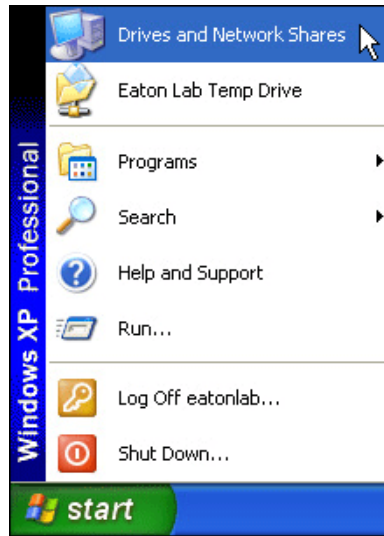 Drives and Network Shares
Eaton Lab Temp Drive
Programs
Search
Help and Support
Run...
Log Off eatonlab...
Shut Down...
Windows XP Professional
start